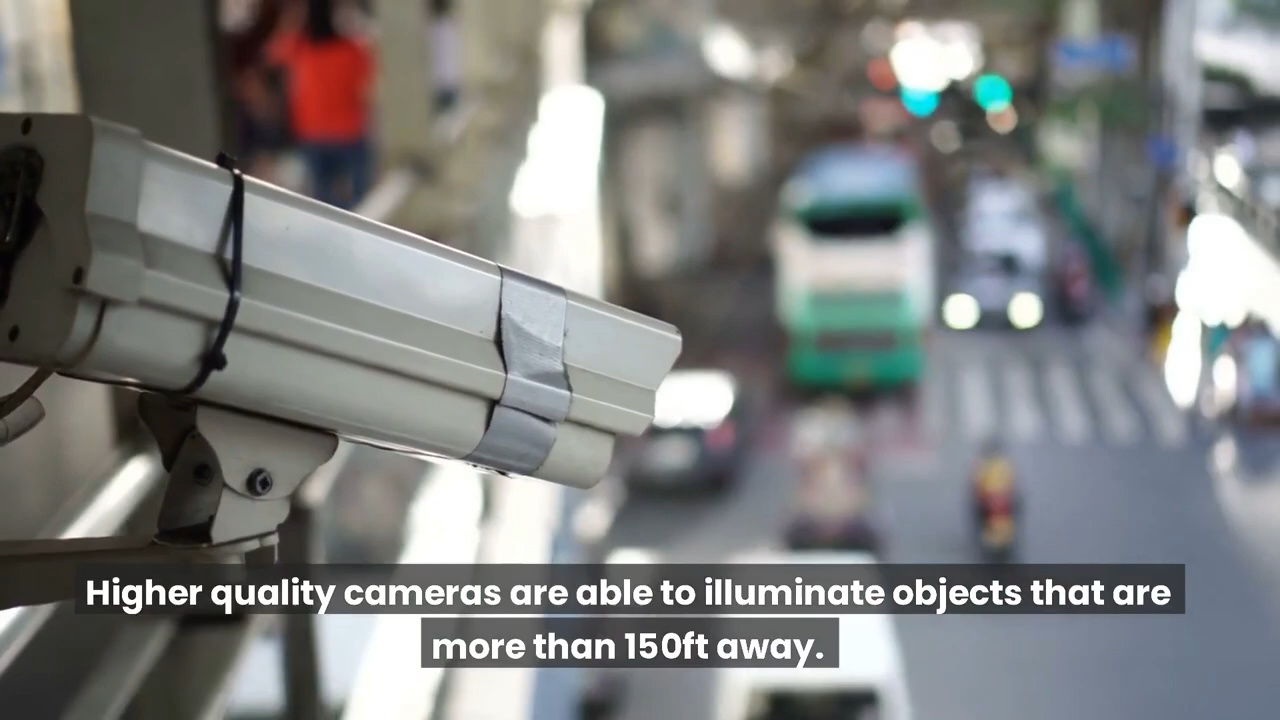 Higher quality cameras are able to illuminate objects that are
more than 150ft away.